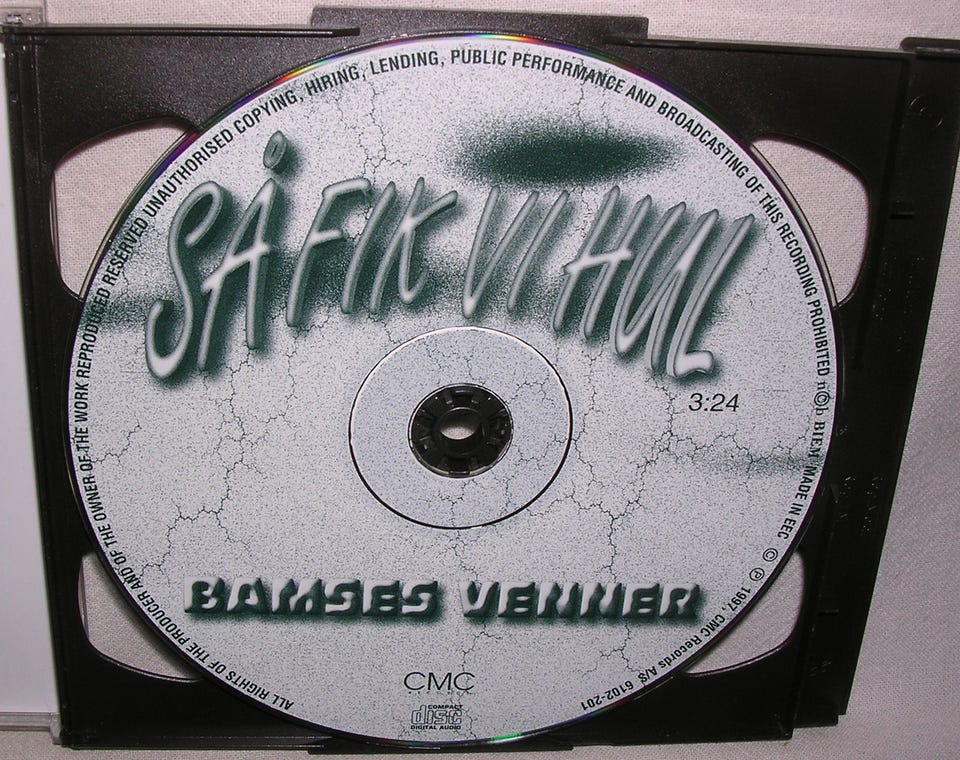 ALL RIGHTS OF THE PRODUCER AND OF THE OWNER OF THE WORK REPRODUCED RESERVED UNAUTHORISED COPYING, HIRING, LENDING, PUBLIC PERFORMANCE AND BROADCASTING OF THIS RECORDING PROHIBITED n©b BIEM MADE IN EEC © ℗ 1997, CMC Records A/S 6102-201
SÅ FIK VI HUL
3:24
BAMSES VENNER
CMC
RECORDS
COMPACT
disc
DIGITAL AUDIO